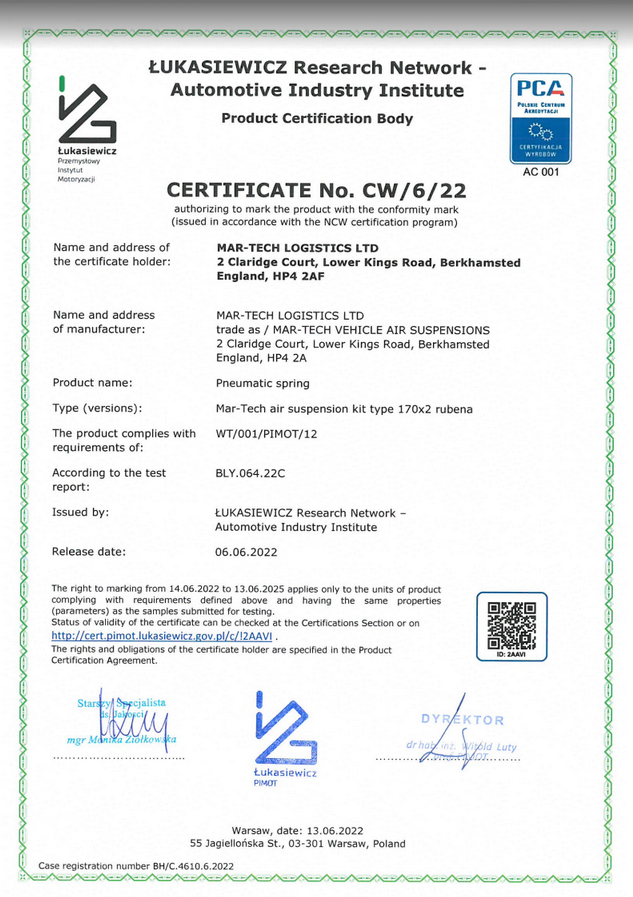 ŁUKASIEWICZ Research Network -
Automotive Industry Institute
Product Certification Body
Łukasiewicz
Przemysłowy
Instytut
Motoryzacji
PCA
POLSKIE CENTRUM
AKREDYTACJI
CERTYFIKACJA
WYROBÓW
AC 001
CERTIFICATE No. CW/6/22
authorizing to mark the product with the conformity mark
(issued in accordance with the NCW certification program)
Name and address of
the certificate holder:
MAR-TECH LOGISTICS LTD
2 Claridge Court, Lower Kings Road, Berkhamsted
England, HP4 2AF
Name and address
of manufacturer:
MAR-TECH LOGISTICS LTD
trade as / MAR-TECH VEHICLE AIR SUSPENSIONS
2 Claridge Court, Lower Kings Road, Berkhamsted
England, HP4 2A
Product name:
Pneumatic spring
Type (versions):
Mar-Tech air suspension kit type 170x2 rubena
The product complies with
requirements of:
WT/001/PIMOT/12
According to the test
report:
BLY.064.22C
Issued by:
ŁUKASIEWICZ Research Network –
Automotive Industry Institute
Release date:
06.06.2022
The right to marking from 14.06.2022 to 13.06.2025 applies only to the units of product
complying with requirements defined above and having the same properties
(parameters) as the samples submitted for testing.
Status of validity of the certificate can be checked at the Certifications Section or on
http://cert.pimot.lukasiewicz.gov.pl/c/!2AAVI .
The rights and obligations of the certificate holder are specified in the Product
Certification Agreement.
ID: 2AAVI
Starszy Specjalista
ds. Jakości
mgr Monika Ziółkowska
Łukasiewicz
PIMOT
DYREKTOR
dr hab. inż. Witold Luty
Warsaw, date: 13.06.2022
55 Jagiellońska St., 03-301 Warsaw, Poland
Case registration number BH/C.4610.6.2022